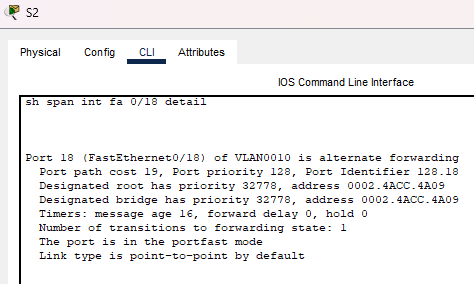 S2
Physical Config CLI Attributes
IOS Command Line Interface
sh span int fa 0/18 detail
Port 18 (FastEthernet0/18) of VLAN0010 is alternate forwarding
Port path cost 19, Port priority 128, Port Identifier 128.18
Designated root has priority 32778, address 0002.4ACC.4A09
Designated bridge has priority 32778, address 0002.4ACC.4A09
Timers: message age 16, forward delay 0, hold 0
Number of transitions to forwarding state: 1
The port is in the portfast mode
Link type is point-to-point by default